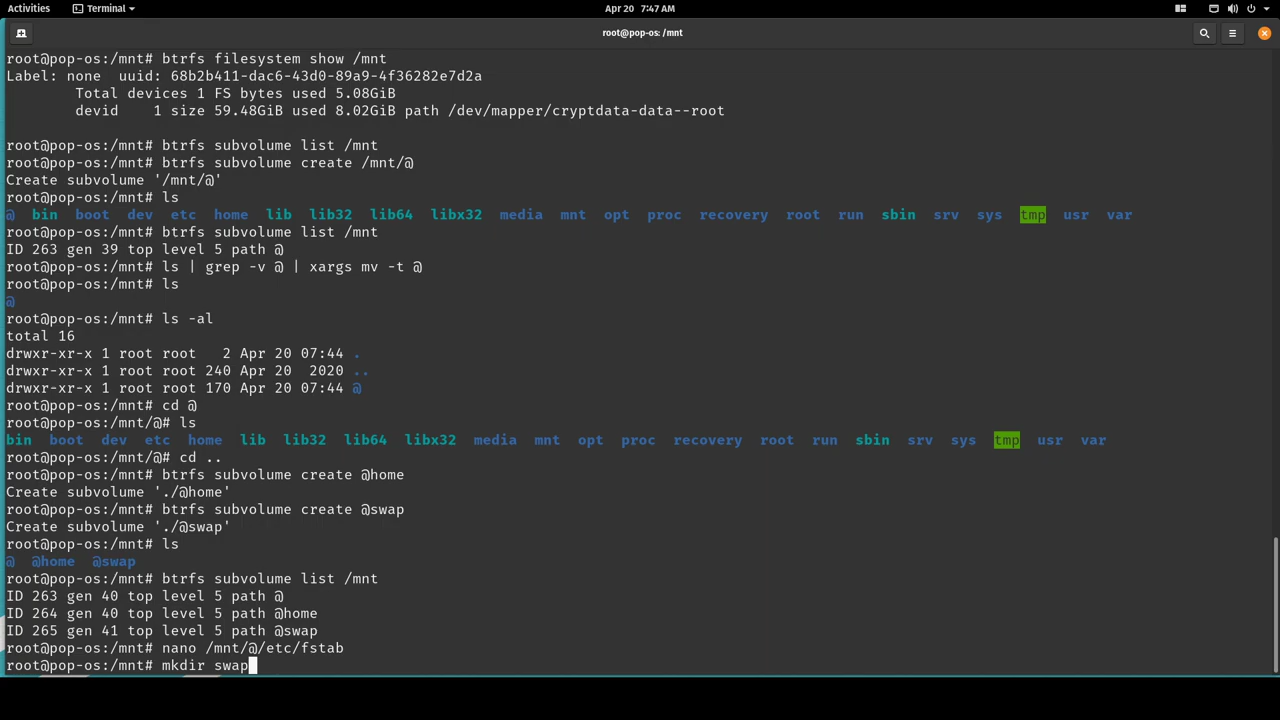 Activities Terminal Apr 20 7:47 AM
root@pop-os: /mnt
root@pop-os:/mnt# btrfs filesystem show /mnt
Label: none  uuid: 68b2b411-dac6-43d0-89a9-4f36282e7d2a
        Total devices 1 FS bytes used 5.08GiB
        devid    1 size 59.48GiB used 8.02GiB path /dev/mapper/cryptdata-data--root
root@pop-os:/mnt# btrfs subvolume list /mnt
root@pop-os:/mnt# btrfs subvolume create /mnt/@
Create subvolume '/mnt/@'
root@pop-os:/mnt# ls
@  bin  boot  dev  etc  home  lib  lib32  lib64  libx32  media  mnt  opt  proc  recovery  root  run  sbin  srv  sys  tmp  usr  var
root@pop-os:/mnt# btrfs subvolume list /mnt
ID 263 gen 39 top level 5 path @
root@pop-os:/mnt# ls | grep -v @ | xargs mv -t @
root@pop-os:/mnt# ls
@
root@pop-os:/mnt# ls -al
total 16
drwxr-xr-x 1 root root   2 Apr 20 07:44 .
drwxr-xr-x 1 root root 240 Apr 20  2020 ..
drwxr-xr-x 1 root root 170 Apr 20 07:44 @
root@pop-os:/mnt# cd @
root@pop-os:/mnt/@# ls
bin  boot  dev  etc  home  lib  lib32  lib64  libx32  media  mnt  opt  proc  recovery  root  run  sbin  srv  sys  tmp  usr  var
root@pop-os:/mnt/@# cd ..
root@pop-os:/mnt# btrfs subvolume create @home
Create subvolume './@home'
root@pop-os:/mnt# btrfs subvolume create @swap
Create subvolume './@swap'
root@pop-os:/mnt# ls
@  @home  @swap
root@pop-os:/mnt# btrfs subvolume list /mnt
ID 263 gen 40 top level 5 path @
ID 264 gen 40 top level 5 path @home
ID 265 gen 41 top level 5 path @swap
root@pop-os:/mnt# nano /mnt/@/etc/fstab
root@pop-os:/mnt# mkdir swap